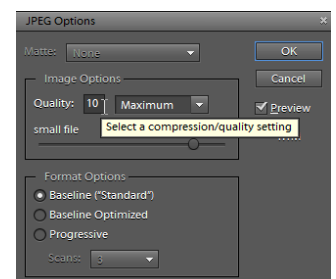 JPEG Options
Matte: None OK
Image Options Cancel
Quality: 10 Maximum Preview
small file Select a compression/quality setting
Format Options
Baseline ("Standard")
Baseline Optimized
Progressive
Scans: 3